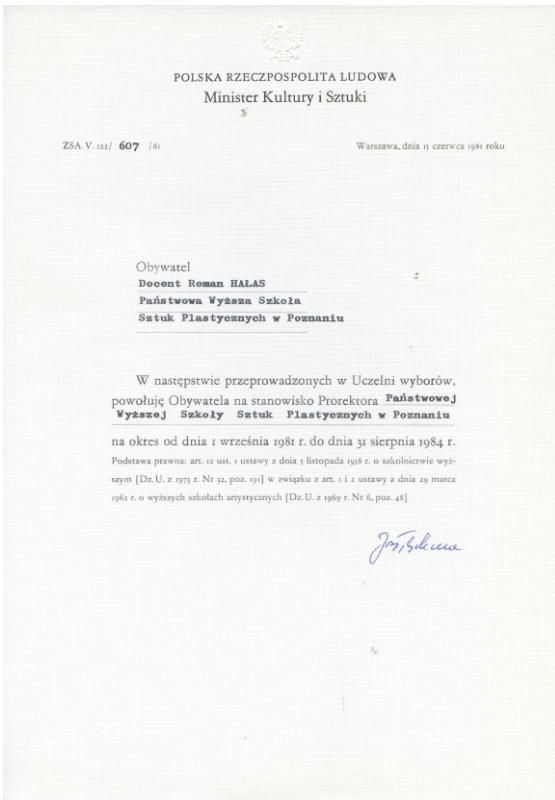 POLSKA RZECZPOSPOLITA LUDOWA
Minister Kultury i Sztuki
ZSA. V. 122/ 607 /81
Warszawa, dnia 15 czerwca 1981 roku
Obywatel
Docent Roman HAŁAS
Państwowa Wyższa Szkoła
Sztuk Plastycznych w Poznaniu
W następstwie przeprowadzonych w Uczelni wyborów,
powołuję Obywatela na stanowisko Prorektora Państwowej
Wyższej Szkoły Sztuk Plastycznych w Poznaniu
na okres od dnia 1 września 1981 r. do dnia 31 sierpnia 1984 r.
Podstawa prawna: art. 12 ust. 1 ustawy z dnia 5 listopada 1958 r. o szkolnictwie wyż-
szym [Dz. U. z 1973 r. Nr 32, poz. 191] w związku z art. 1 i 2 ustawy z dnia 29 marca
1962 r. o wyższych szkołach artystycznych [Dz. U. z 1969 r. Nr 6, poz. 48]